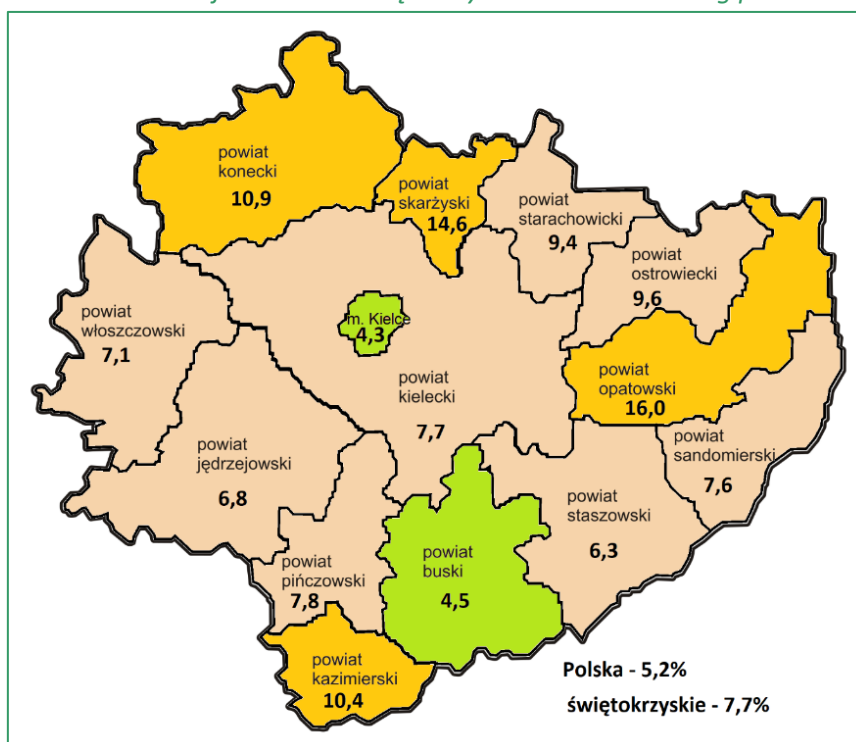 powiat
konecki
10,9
powiat
skarżyski
14,6
powiat
starachowicki
9,4
powiat
ostrowiecki
9,6
powiat
włoszczowski
7,1
m. Kielce
4,3
powiat
kielecki
7,7
powiat
opatowski
16,0
powiat
jędrzejowski
6,8
powiat
sandomierski
7,6
powiat
staszowski
6,3
powiat
pińczowski
7,8
powiat
buski
4,5
powiat
kazimierski
10,4
Polska - 5,2%
świętokrzyskie - 7,7%